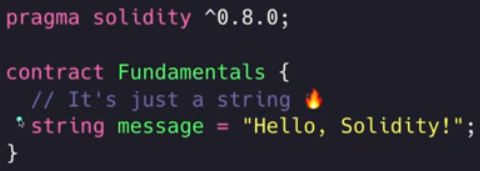 pragma solidity ^0.8.0;
contract Fundamentals {
// It's just a string 🔥
string message = "Hello, Solidity!";
}